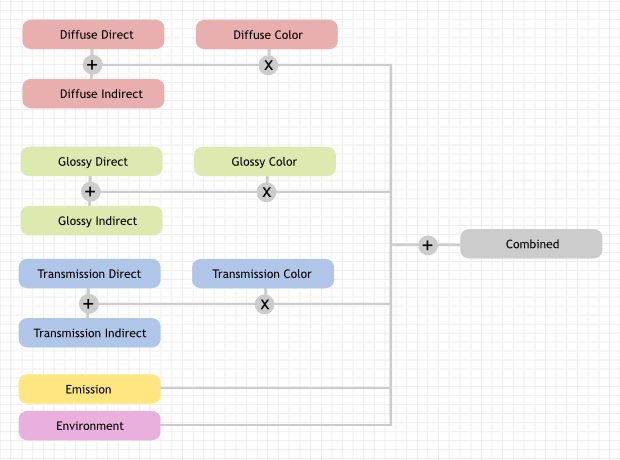 Diffuse Direct
Diffuse Color
+
X
Diffuse Indirect
Glossy Direct
Glossy Color
+
X
Glossy Indirect
+
Combined
Transmission Direct
Transmission Color
+
X
Transmission Indirect
Emission
Environment